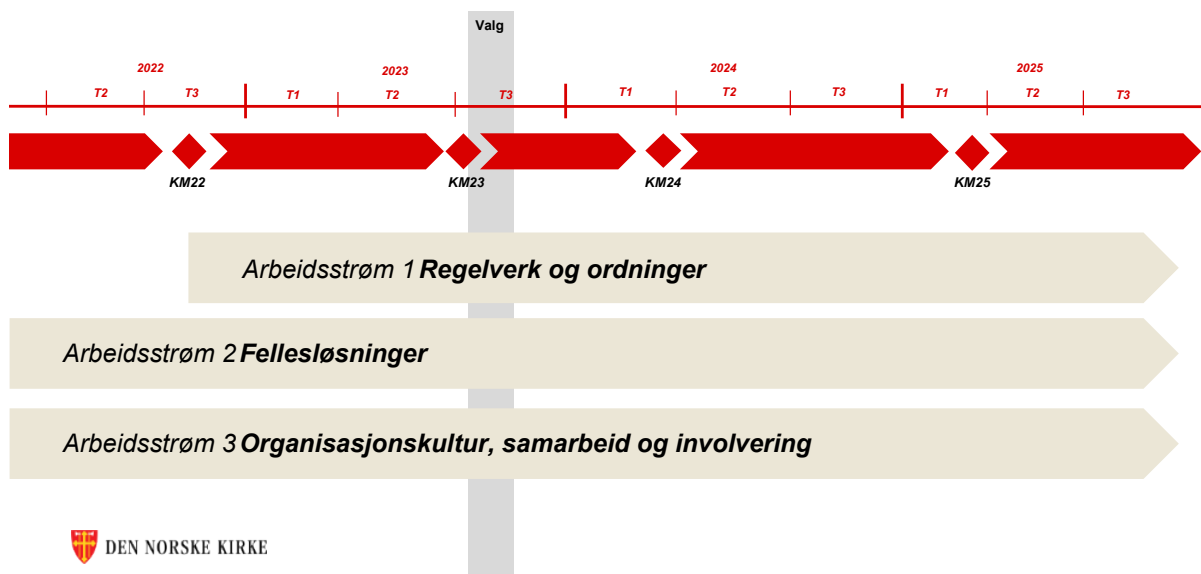 Valg
2022
2023
2024
2025
T2
T3
T1
T2
T3
T1
T2
T3
T1
T2
T3
KM22
KM23
KM24
KM25
Arbeidsstrøm 1 Regelverk og ordninger
Arbeidsstrøm 2 Fellesløsninger
Arbeidsstrøm 3 Organisasjonskultur, samarbeid og involvering
DEN NORSKE KIRKE